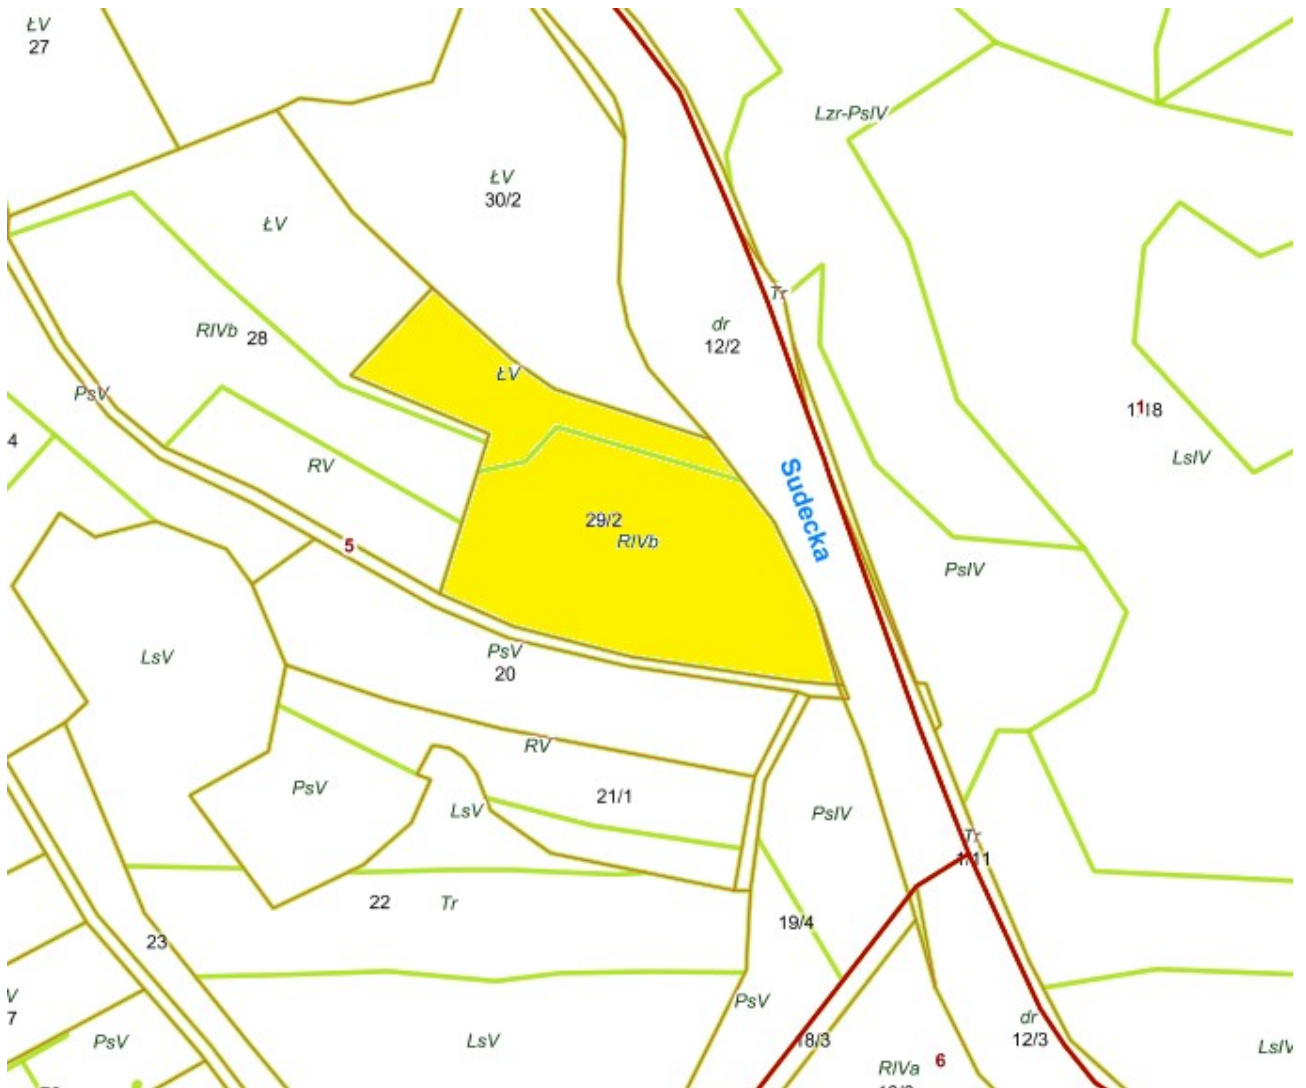 ŁV
27
Lzr-PsIV
ŁV
30/2
ŁV
Tr
dr
12/2
RIVb 28
ŁV
PsV
1/18
1
4
LsIV
RV
Sudecka
29/2
RIVb
5
PsIV
PsV
20
LsV
RV
PsV
21/1
LsV
PsIV
Tr
1/11
22
Tr
19/4
23
V
7
PsV
PsV
LsV
18/3
dr
12/3
LsIV
6
RIVa